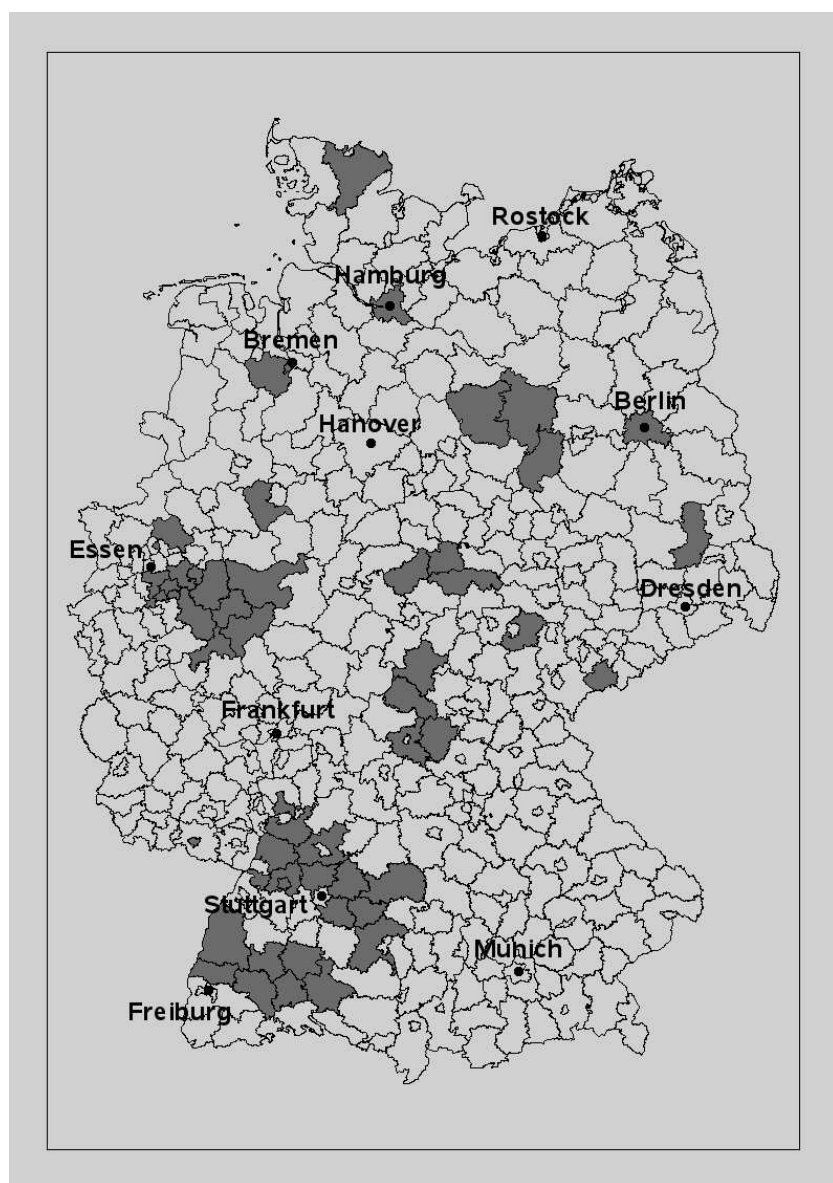 Rostock
Hamburg
Bremen
Berlin
Hanover
Essen
Dresden
Frankfurt
Stuttgart
Munich
Freiburg